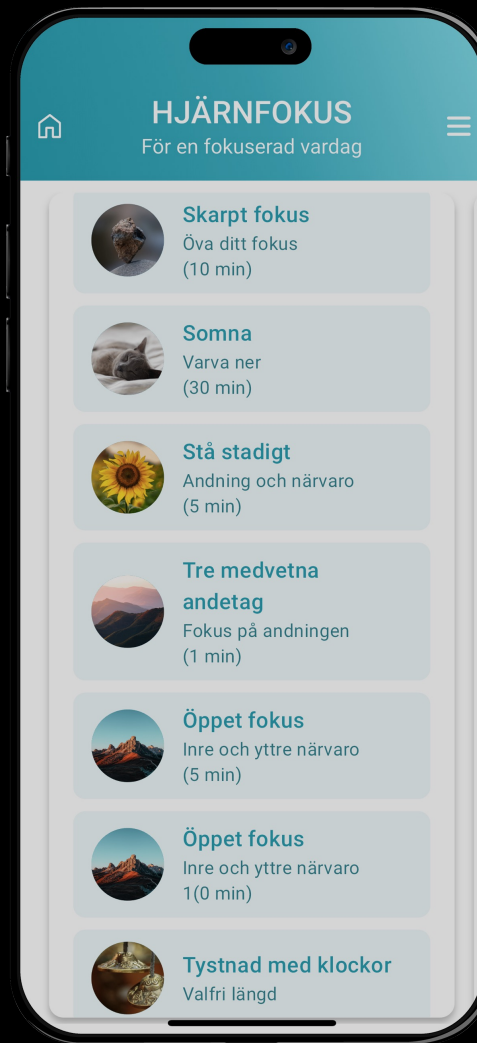 HJÄRNFOKUS
För en fokuserad vardag
Skarpt fokus
Öva ditt fokus
(10 min)
Somna
Varva ner
(30 min)
Stå stadigt
Andning och närvaro
(5 min)
Tre medvetna
andetag
Fokus på andningen
(1 min)
Öppet fokus
Inre och yttre närvaro
(5 min)
Öppet fokus
Inre och yttre närvaro
1(0 min)
Tystnad med klockor
Valfri längd